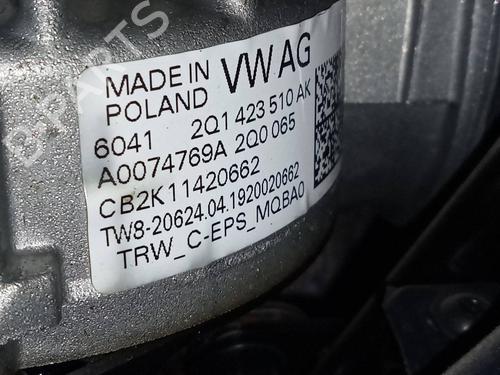 MADE IN
POLAND
VW AG
6041 2Q1 423 510 AK
A0074769A 2Q0 065
CB2K11420662
TW8-20624.04.1920020662
TRW_C-EPS_MQBA0
B-PARTS